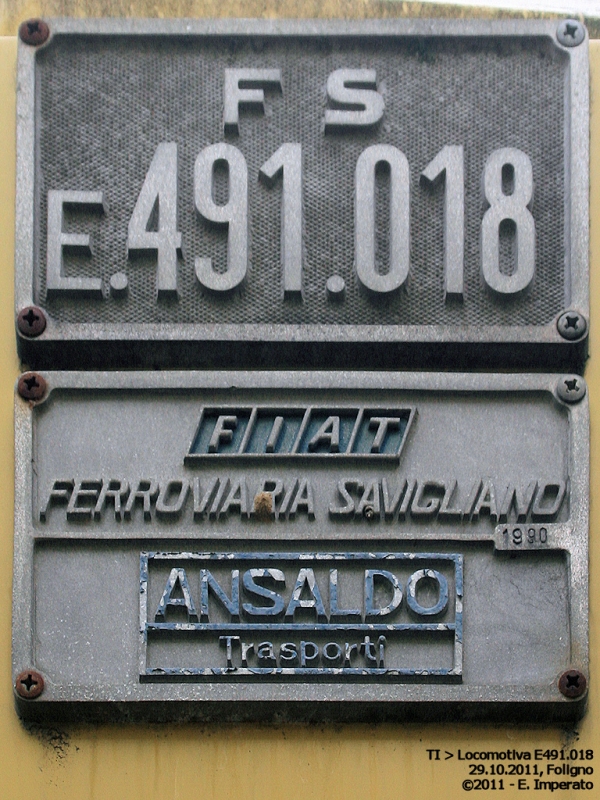 FS
E.491.018
FIAT
FERROVIARIA SAVIGLIANO
1990
ANSALDO
Trasporti
TI > Locomotiva E491.018
29.10.2011, Foligno
©2011 - E. Imperato